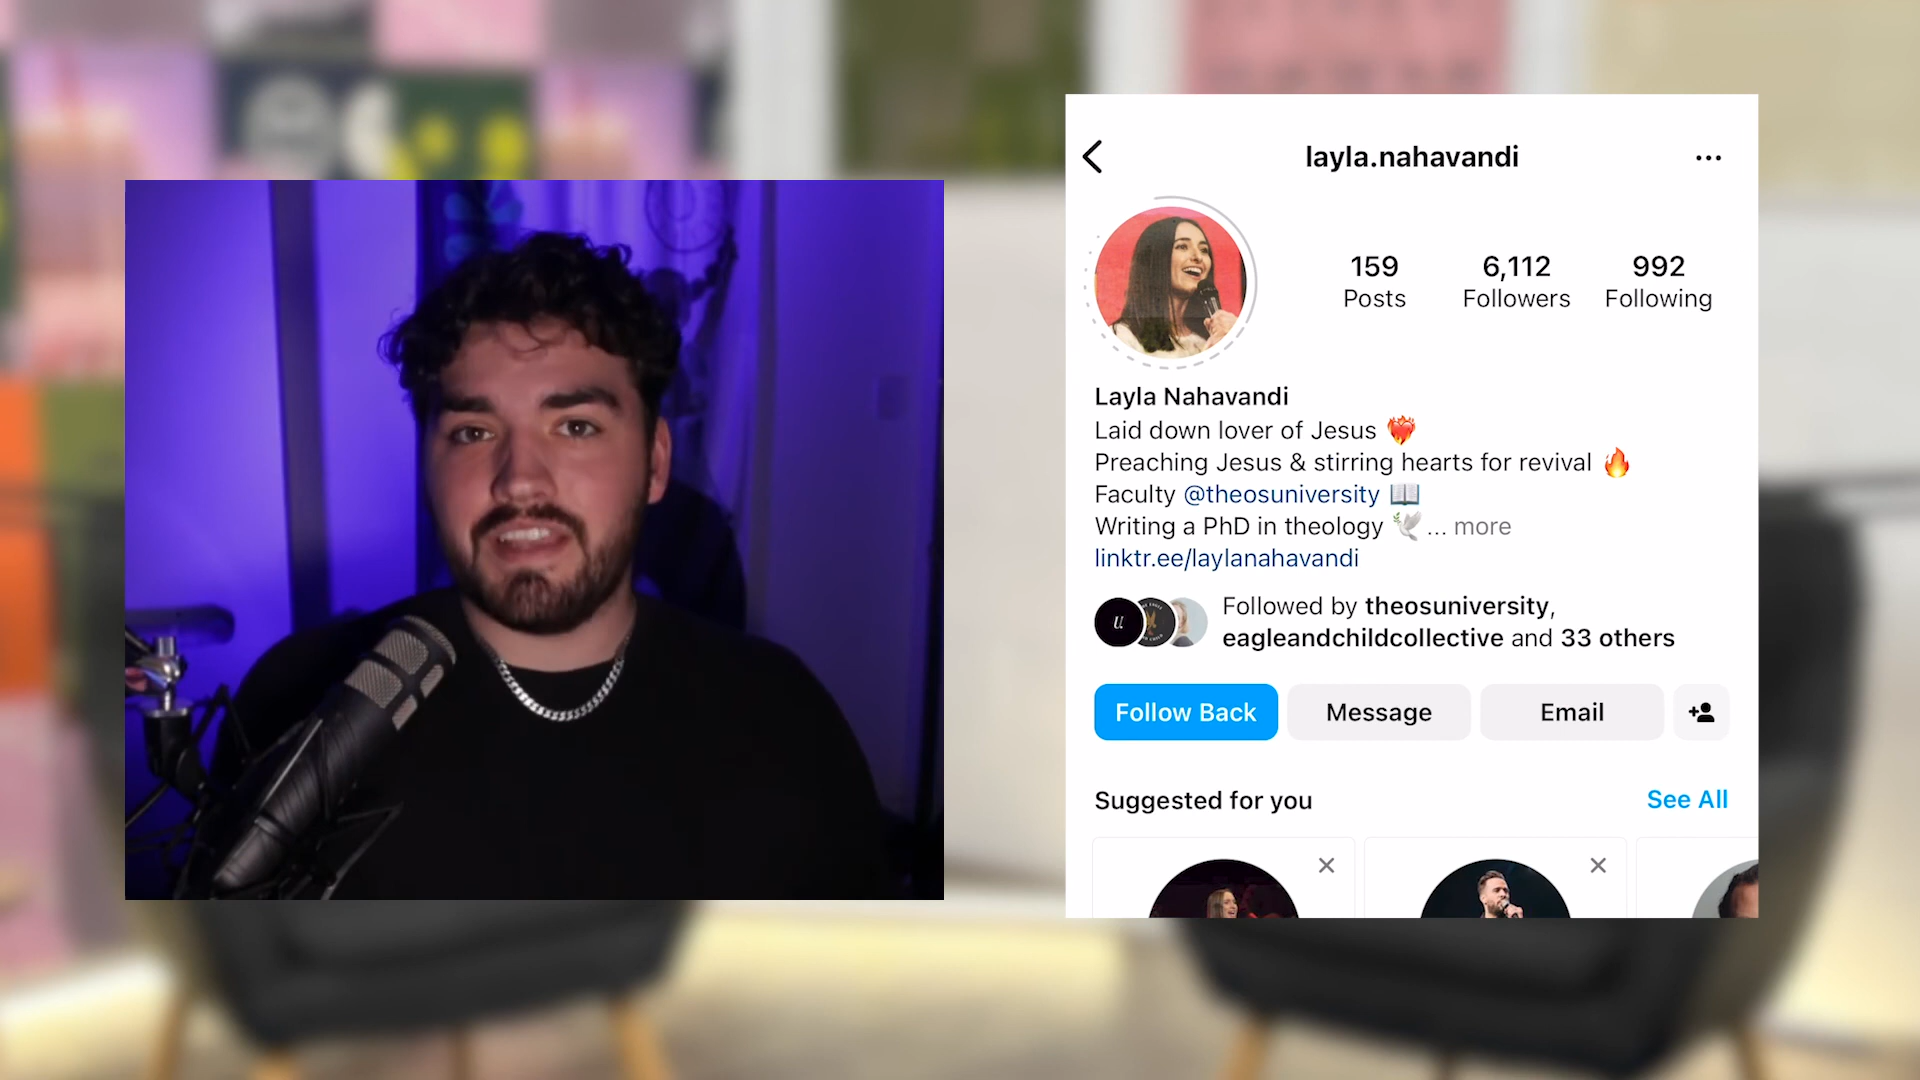 layla.nahavandi
159
Posts
6,112
Followers
992
Following
Layla Nahavandi
Laid down lover of Jesus ❤️‍🔥
Preaching Jesus & stirring hearts for revival 🔥
Faculty @theosuniversity 📖
Writing a PhD in theology 🕊️ ... more
linktr.ee/laylanahavandi
Followed by theosuniversity,
eagleandchildcollective and 33 others
Follow Back
Message
Email
Suggested for you
See All